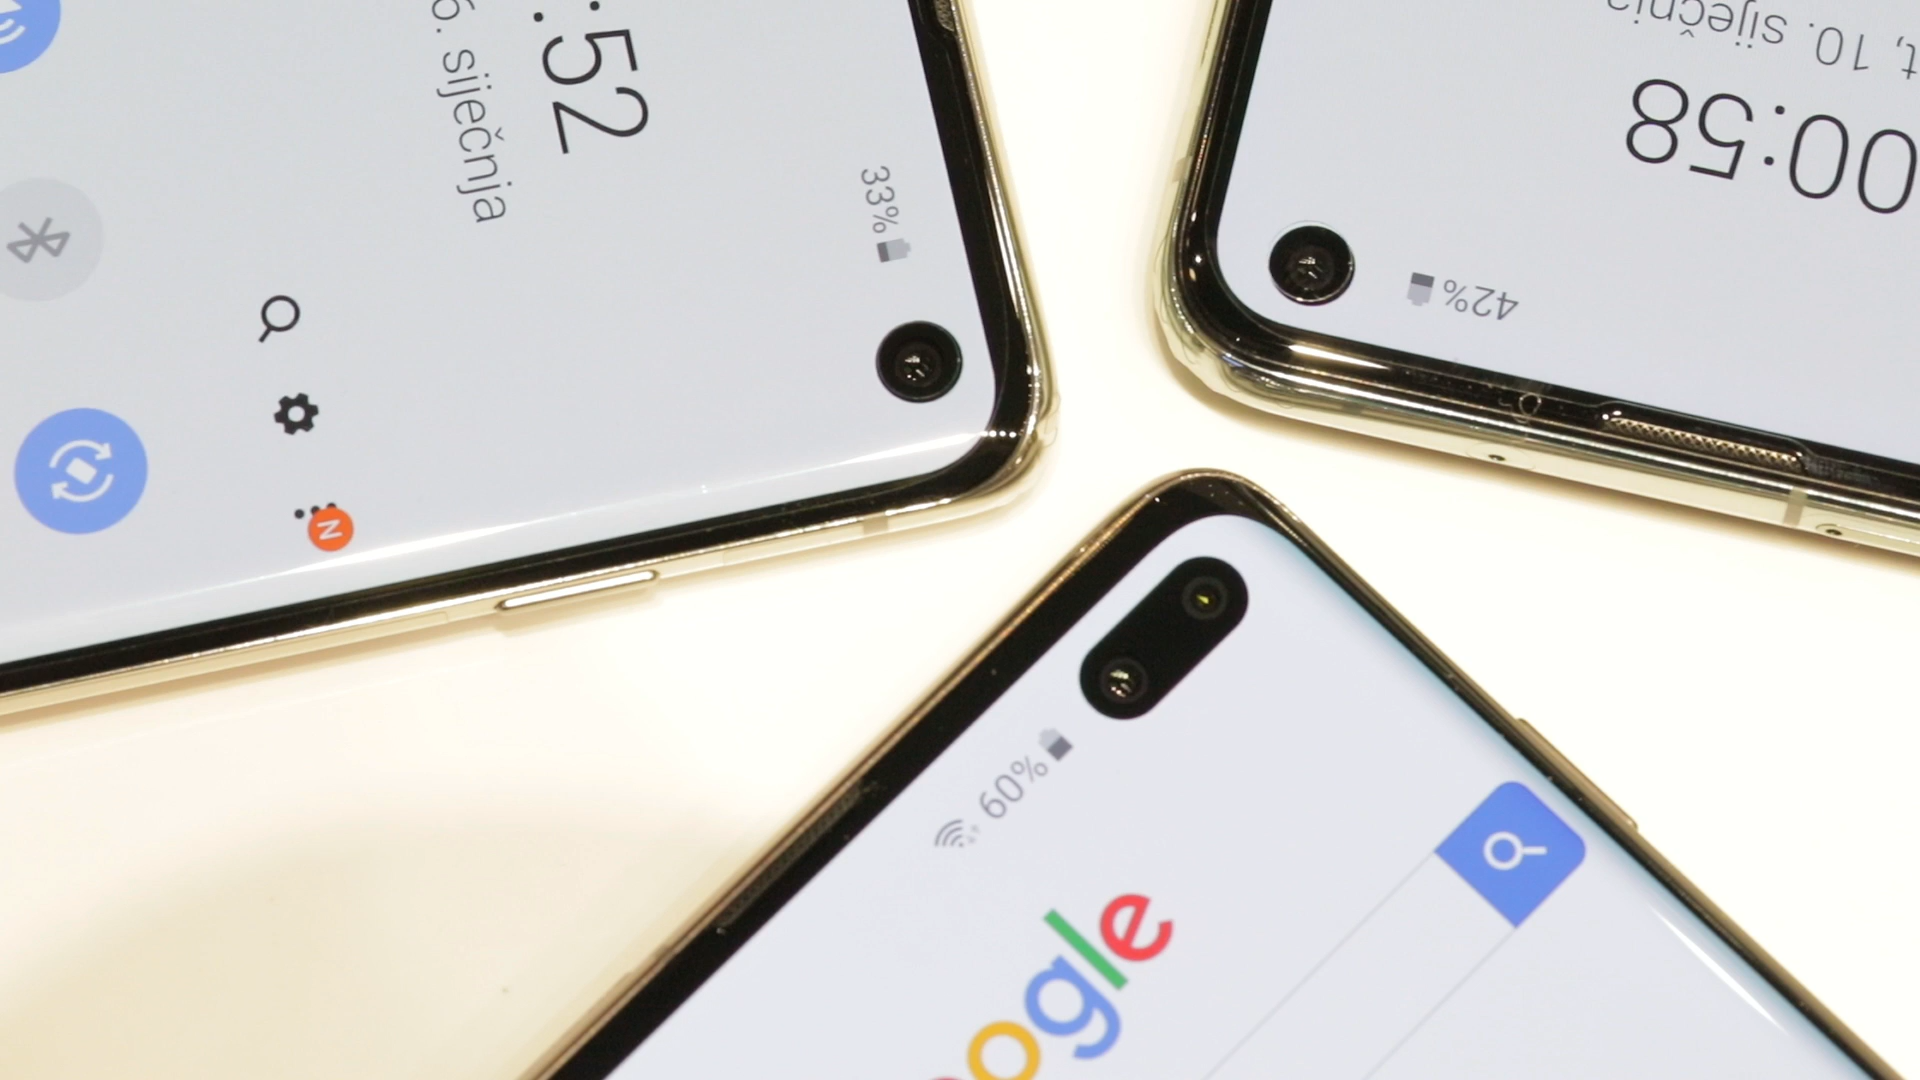 33%
:52
6. siječnja
N
42%
00:58
t, 10. siječnja
60%
ogle